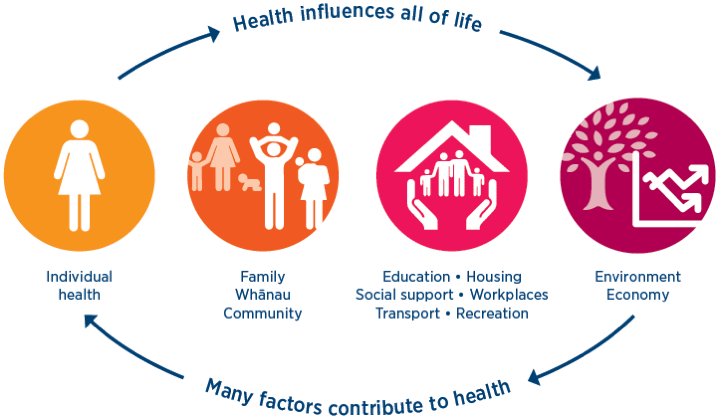 Health influences all of life
Individual
health
Family
Whānau
Community
Education • Housing
Social support • Workplaces
Transport • Recreation
Environment
Economy
Many factors contribute to health